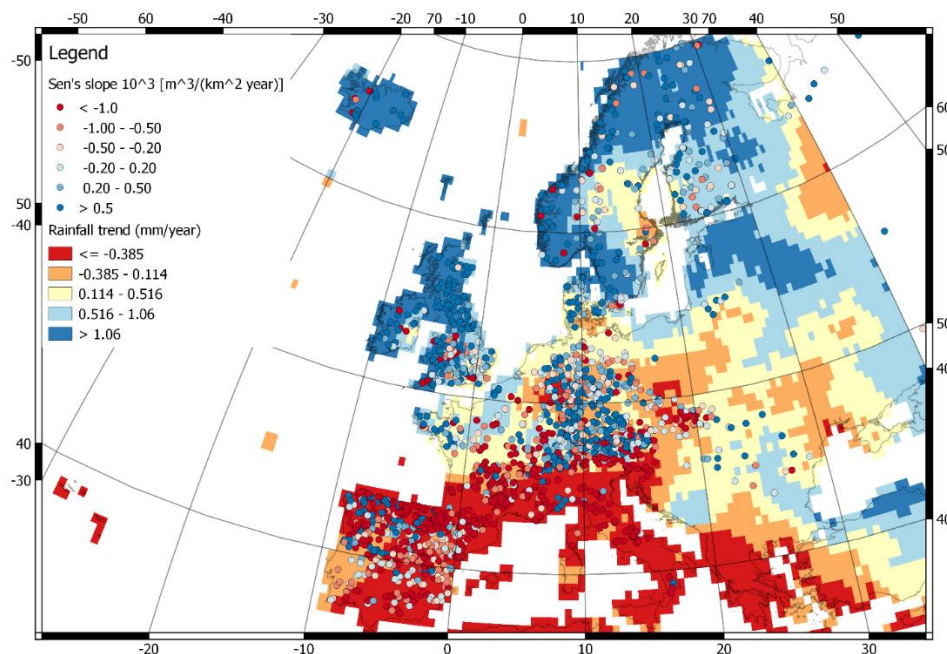 -50 -40 -30 -20 70 -10 0 10 20 30 70 40 50
Legend
Sen's slope 10^3 [m^3/(km^2 year)]
< -1.0
-1.00 - -0.50
-0.50 - -0.20
-0.20 - 0.20
0.20 - 0.50
> 0.5
Rainfall trend (mm/year)
<= -0.385
-0.385 - 0.114
0.114 - 0.516
0.516 - 1.06
> 1.06
-50
50
-40
40
-30
60
50
50
40
40
-20 -10 0 10 20 30